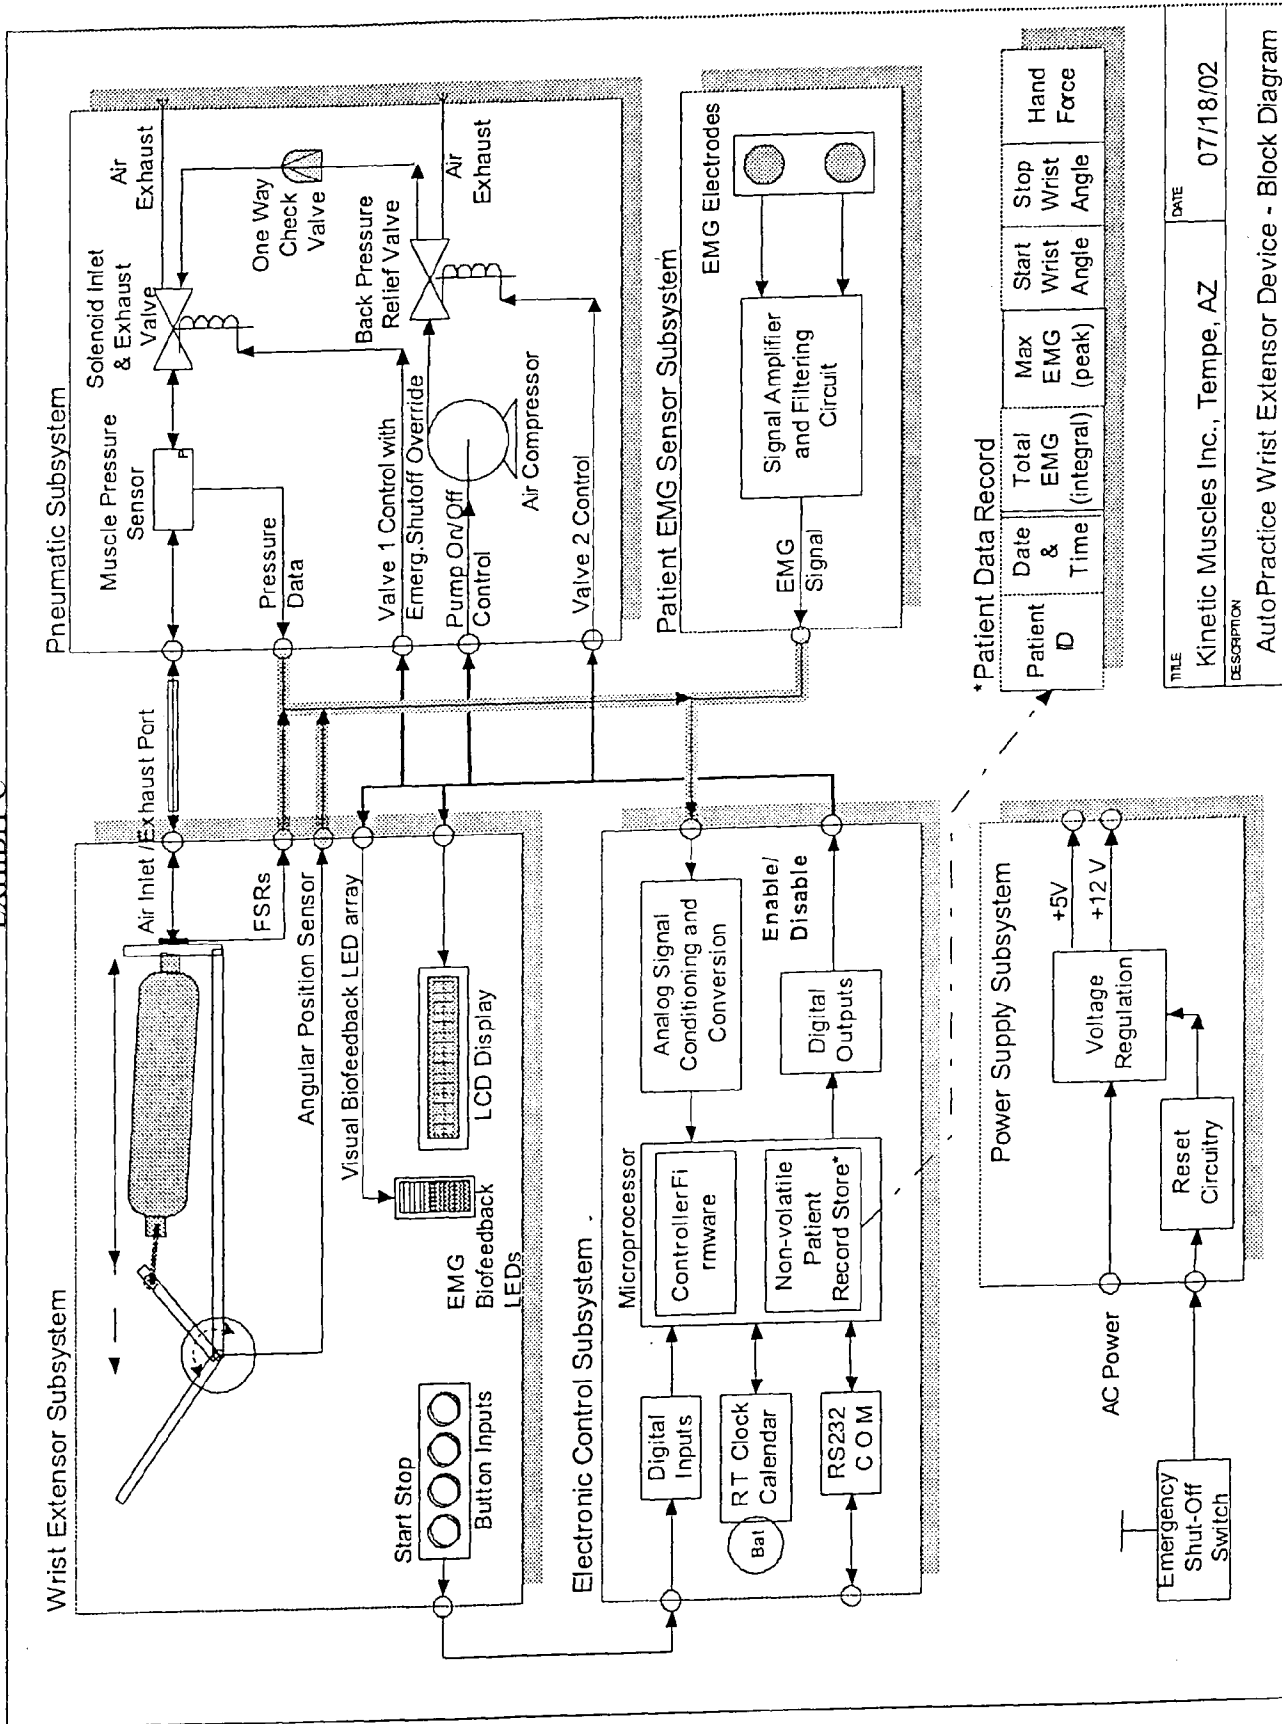 EXHIBIT C
Wrist Extensor Subsystem
Air Inlet / Exhaust Port
FSRs
Angular Position Sensor
Visual Biofeedback LED array
LCD Display
EMG
Biofeedback
LEDs
Start Stop
Button Inputs
Pneumatic Subsystem
Muscle Pressure
Sensor
P
Solenoid Inlet
& Exhaust
Valve
Air
Exhaust
One Way
Check
Valve
Back Pressure
Relief Valve
Air
Exhaust
Pressure
Data
Valve 1 Control with
Emerg.Shutoff Override
Pump On/Off
Control
Air Compressor
Valve 2 Control
Electronic Control Subsystem
Microprocessor
Controller Fi
rmware
Non-volatile
Patient
Record Store*
Analog Signal
Conditioning and
Conversion
Digital
Outputs
Enable/
Disable
Digital
Inputs
R T Clock
Calendar
Bat
RS232
C O M
Patient EMG Sensor Subsystem
EMG Electrodes
Signal Amplifier
and Filtering
Circuit
EMG
Signal
Power Supply Subsystem
Voltage
Regulation
+5V
+12 V
Reset
Circuitry
AC Power
Emergency
Shut-Off
Switch
*Patient Data Record
Patient
ID
Date
&
Time
Total
EMG
(integral)
Max
EMG
(peak)
Start
Wrist
Angle
Stop
Wrist
Angle
Hand
Force
TITLE
Kinetic Muscles Inc., Tempe, AZ
DATE
07/18/02
DESCRIPTION
AutoPractice Wrist Extensor Device - Block Diagram